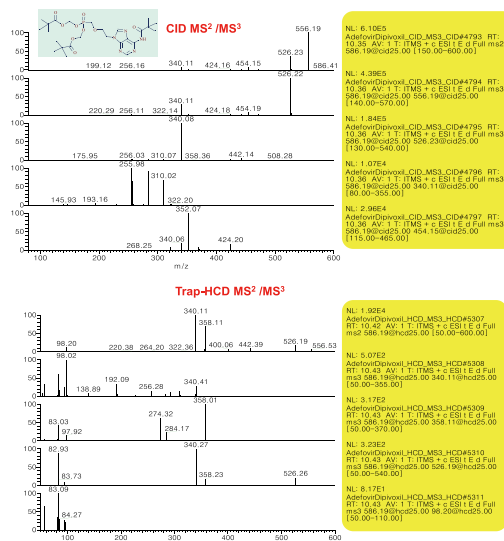 CID MS² /MS³
556.19
526.23
199.12 256.16 340.11 424.16 454.15 586.41
NL: 6.10E5
AdefovirDipivoxil_CID_MS3_CID#4793 RT:
10.35 AV: 1 T: ITMS + c ESI t E d Full ms2
586.19@cid25.00 [150.00-600.00]
526.22
340.11
220.29 256.11 322.14 424.18 454.19
NL: 4.39E5
AdefovirDipivoxil_CID_MS3_CID#4794 RT:
10.36 AV: 1 T: ITMS + c ESI t E d Full ms3
586.19@cid25.00 556.19@cid25.00
[140.00-570.00]
340.08
175.95 256.03 310.07 358.36 442.14 508.28
NL: 1.84E5
AdefovirDipivoxil_CID_MS3_CID#4795 RT:
10.36 AV: 1 T: ITMS + c ESI t E d Full ms3
586.19@cid25.00 526.23@cid25.00
[130.00-540.00]
255.98
310.02
145.93 193.16 322.20
NL: 1.07E4
AdefovirDipivoxil_CID_MS3_CID#4796 RT:
10.36 AV: 1 T: ITMS + c ESI t E d Full ms3
586.19@cid25.00 340.11@cid25.00
[80.00-355.00]
352.07
268.25 340.06 424.20
NL: 2.96E4
AdefovirDipivoxil_CID_MS3_CID#4797 RT:
10.36 AV: 1 T: ITMS + c ESI t E d Full ms3
586.19@cid25.00 454.15@cid25.00
[115.00-465.00]
100 200 300 400 500 600
m/z
Trap-HCD MS² /MS³
340.11
358.11
98.20 220.38 264.20 322.36 400.06 442.39 526.19 556.53
NL: 1.92E4
AdefovirDipivoxil_HCD_MS3_HCD#5307
RT: 10.42 AV: 1 T: ITMS + c ESI t E d Full
ms2 586.19@hcd25.00 [50.00-600.00]
98.02
138.89 192.09 256.28 340.41
NL: 5.07E2
AdefovirDipivoxil_HCD_MS3_HCD#5308
RT: 10.43 AV: 1 T: ITMS + c ESI t E d Full
ms3 586.19@hcd25.00 340.11@hcd25.00
[50.00-355.00]
358.01
83.03 97.92 274.32 284.17
NL: 3.17E2
AdefovirDipivoxil_HCD_MS3_HCD#5309
RT: 10.43 AV: 1 T: ITMS + c ESI t E d Full
ms3 586.19@hcd25.00 358.11@hcd25.00
[50.00-370.00]
82.93 340.27
83.73 358.23 526.26
NL: 3.23E2
AdefovirDipivoxil_HCD_MS3_HCD#5310
RT: 10.43 AV: 1 T: ITMS + c ESI t E d Full
ms3 586.19@hcd25.00 526.19@hcd25.00
[50.00-540.00]
83.09
84.27
NL: 8.17E1
AdefovirDipivoxil_HCD_MS3_HCD#5311
RT: 10.43 AV: 1 T: ITMS + c ESI t E d Full
ms3 586.19@hcd25.00 98.20@hcd25.00
[50.00-110.00]
100 200 300 400 500 600